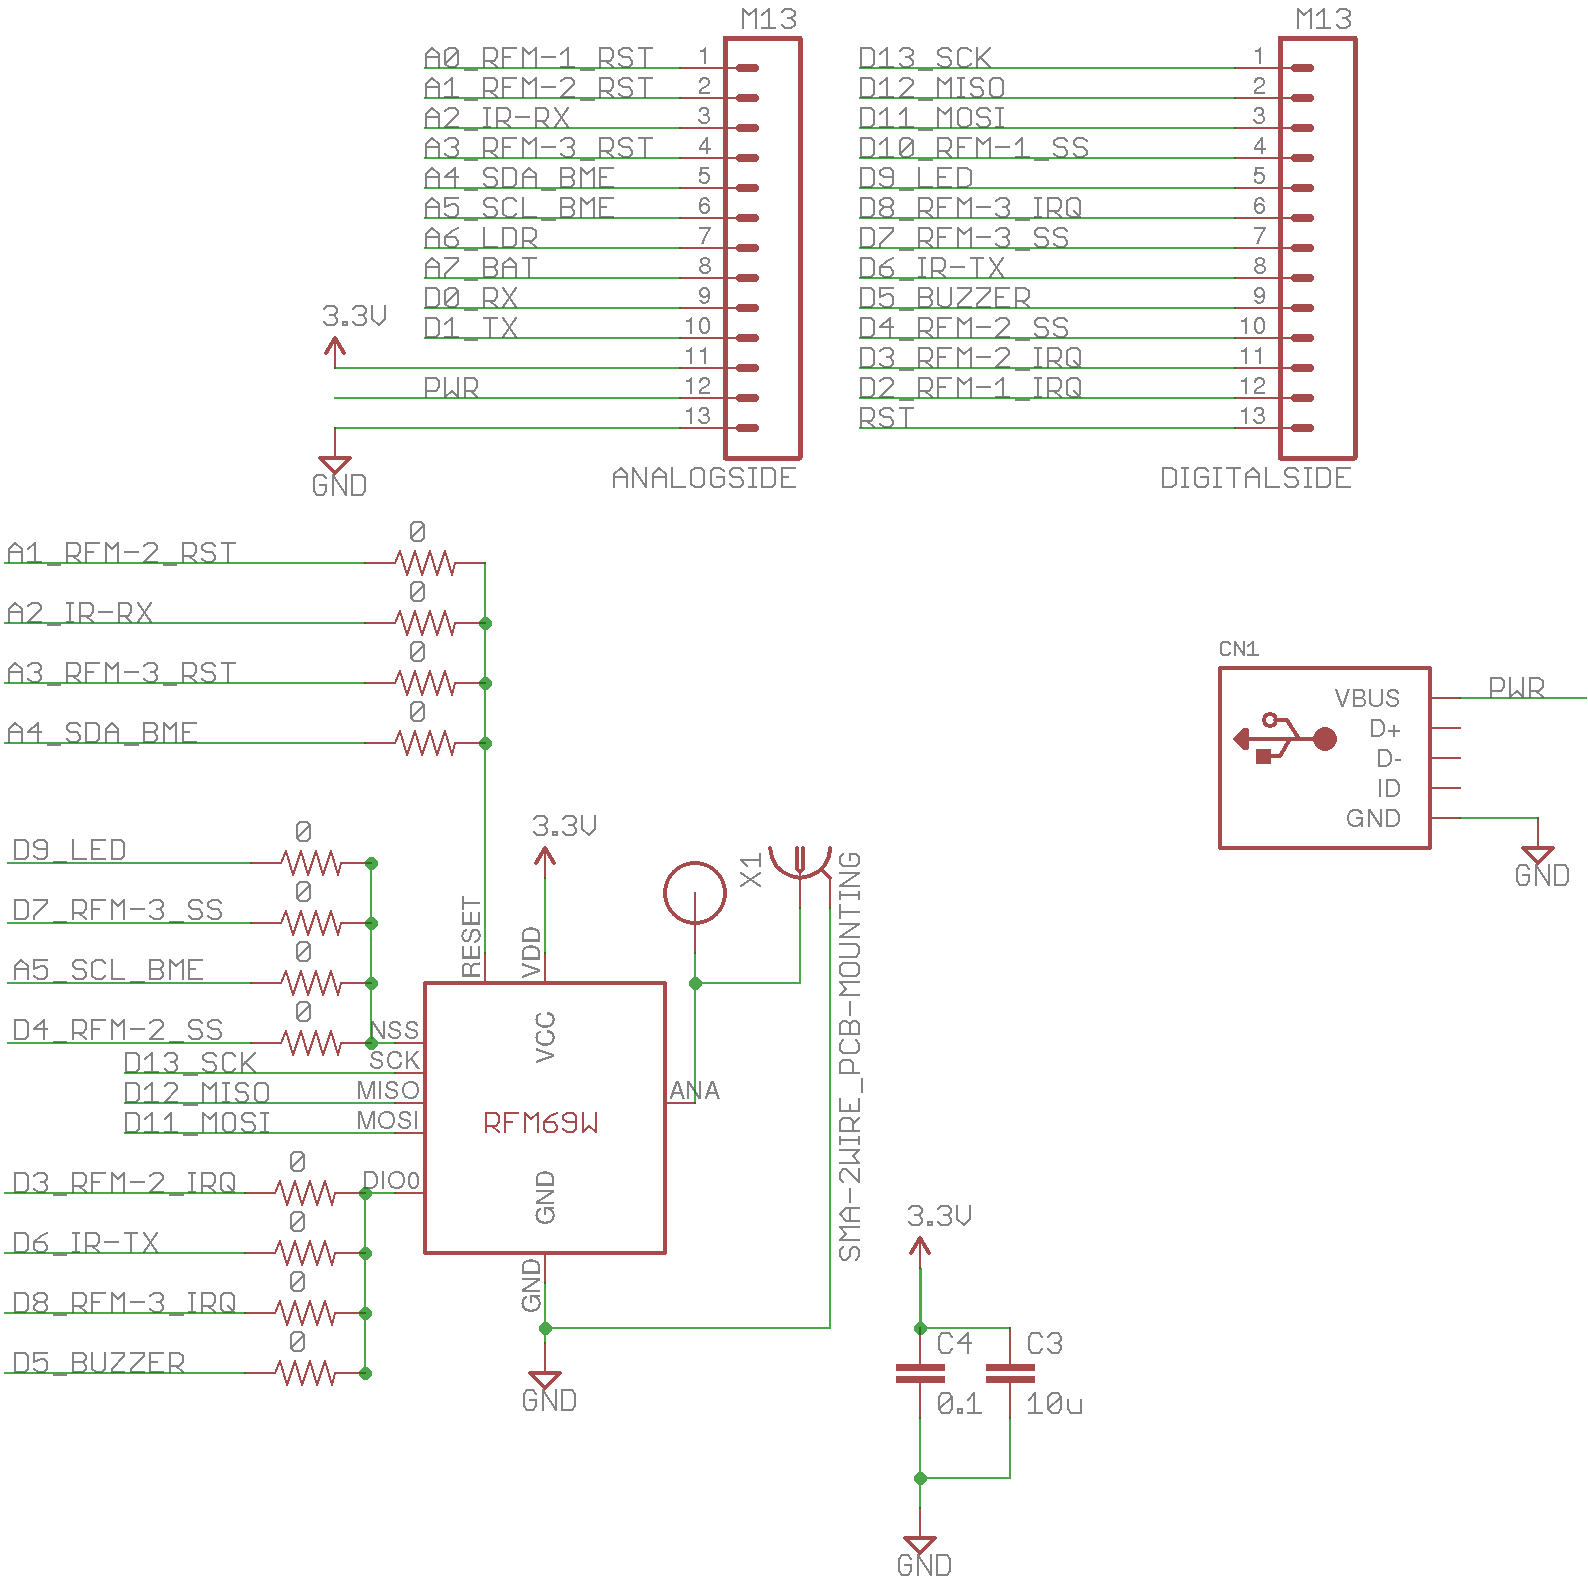 M13
A0_RFM-1_RST 1
A1_RFM-2_RST 2
A2_IR-RX 3
A3_RFM-3_RST 4
A4_SDA_BME 5
A5_SCL_BME 6
A6_LDR 7
A7_BAT 8
D0_RX 9
D1_TX 10
3.3V
11
PWR 12
13
GND
ANALOGSIDE
M13
D13_SCK 1
D12_MISO 2
D11_MOSI 3
D10_RFM-1_SS 4
D9_LED 5
D8_RFM-3_IRQ 6
D7_RFM-3_SS 7
D6_IR-TX 8
D5_BUZZER 9
D4_RFM-2_SS 10
D3_RFM-2_IRQ 11
D2_RFM-1_IRQ 12
RST 13
DIGITALSIDE
0
A1_RFM-2_RST
0
A2_IR-RX
0
A3_RFM-3_RST
0
A4_SDA_BME
CN1
VBUS PWR
D+
D-
ID
GND
GND
0
D9_LED
0
D7_RFM-3_SS
0
A5_SCL_BME
0
D4_RFM-2_SS NSS
D13_SCK SCK
D12_MISO MISO
D11_MOSI MOSI
0
D3_RFM-2_IRQ DIO0
0
D6_IR-TX
0
D8_RFM-3_IRQ
0
D5_BUZZER
3.3V
RESET
VDD
VCC
RFM69W
GND
GND
GND
ANA
X1
SMA-2WIRE_PCB-MOUNTING
3.3V
C4
0.1
C3
10u
GND